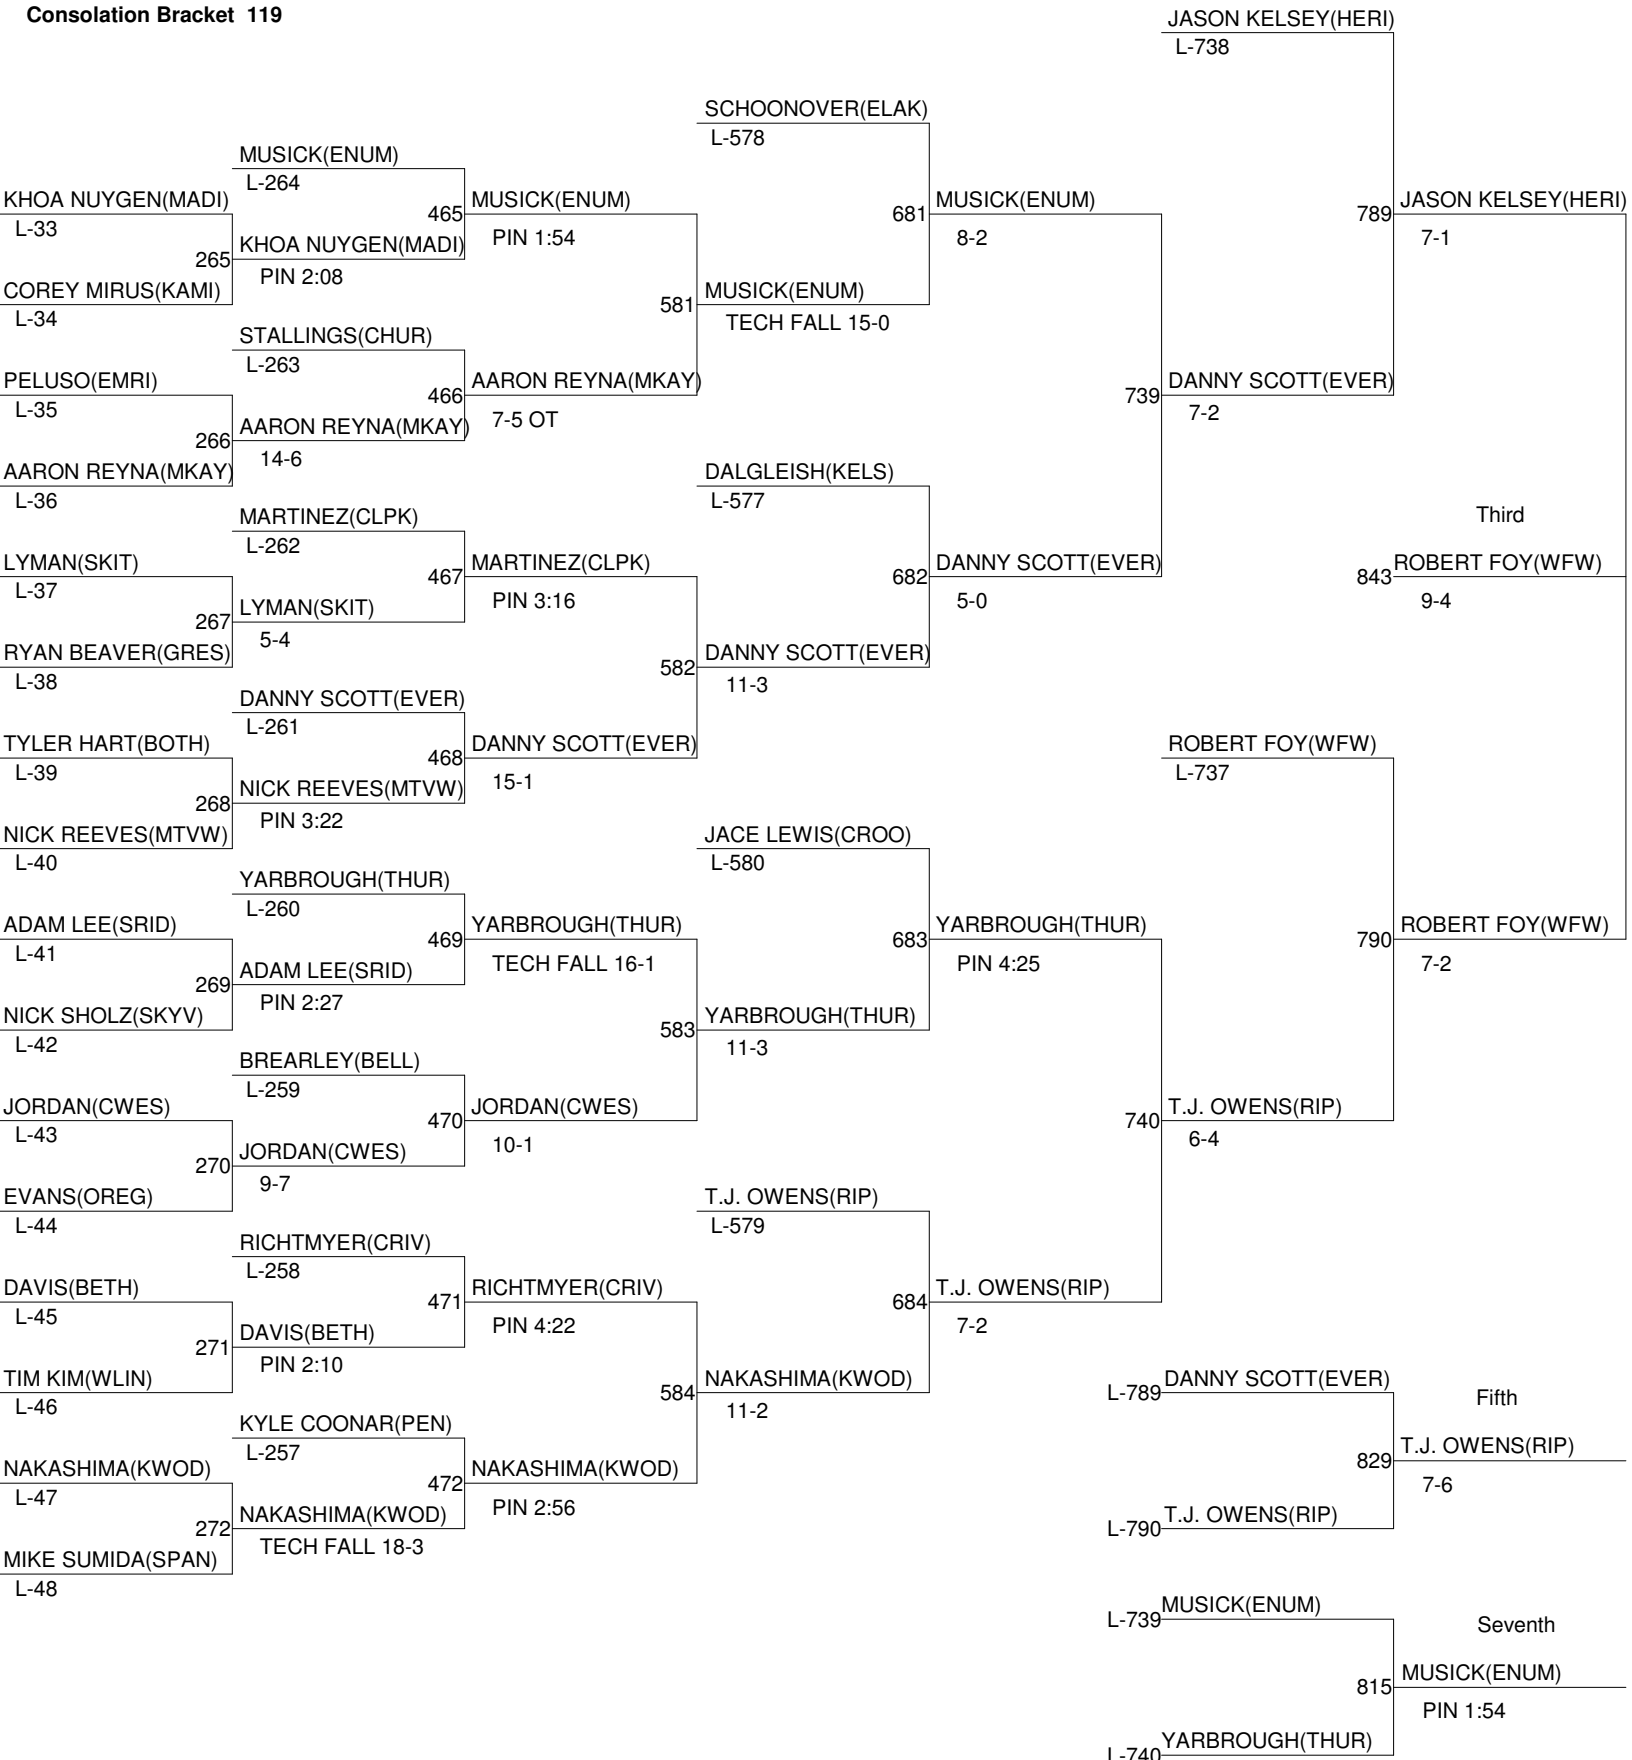 Consolation Bracket 119
KHOA NUYGEN(MADI)
L-33
265
COREY MIRUS(KAMI)
L-34
PELUSO(EMRI)
L-35
266
AARON REYNA(MKAY)
L-36
LYMAN(SKIT)
L-37
267
RYAN BEAVER(GRES)
L-38
TYLER HART(BOTH)
L-39
268
NICK REEVES(MTVW)
L-40
ADAM LEE(SRID)
L-41
269
NICK SHOLZ(SKYV)
L-42
JORDAN(CWES)
L-43
270
EVANS(OREG)
L-44
DAVIS(BETH)
L-45
271
TIM KIM(WLIN)
L-46
NAKASHIMA(KWOD)
L-47
272
MIKE SUMIDA(SPAN)
L-48
MUSICK(ENUM)
L-264
465
KHOA NUYGEN(MADI)
PIN 2:08
STALLINGS(CHUR)
L-263
466
AARON REYNA(MKAY)
14-6
MARTINEZ(CLPK)
L-262
467
LYMAN(SKIT)
5-4
DANNY SCOTT(EVER)
L-261
468
NICK REEVES(MTVW)
PIN 3:22
YARBROUGH(THUR)
L-260
469
ADAM LEE(SRID)
PIN 2:27
BREARLEY(BELL)
L-259
470
JORDAN(CWES)
9-7
RICHTMYER(CRIV)
L-258
471
DAVIS(BETH)
PIN 2:10
KYLE COONAR(PEN)
L-257
472
NAKASHIMA(KWOD)
TECH FALL 18-3
MUSICK(ENUM)
PIN 1:54
581
AARON REYNA(MKAY)
7-5 OT
MARTINEZ(CLPK)
PIN 3:16
582
DANNY SCOTT(EVER)
15-1
YARBROUGH(THUR)
TECH FALL 16-1
583
JORDAN(CWES)
10-1
RICHTMYER(CRIV)
PIN 4:22
584
NAKASHIMA(KWOD)
PIN 2:56
SCHOONOVER(ELAK)
L-578
681
MUSICK(ENUM)
TECH FALL 15-0
DALGLEISH(KELS)
L-577
682
DANNY SCOTT(EVER)
11-3
JACE LEWIS(CROO)
L-580
683
YARBROUGH(THUR)
11-3
T.J. OWENS(RIP)
L-579
684
NAKASHIMA(KWOD)
11-2
MUSICK(ENUM)
8-2
739
DANNY SCOTT(EVER)
5-0
YARBROUGH(THUR)
PIN 4:25
740
T.J. OWENS(RIP)
7-2
JASON KELSEY(HERI)
L-738
789
DANNY SCOTT(EVER)
7-2
ROBERT FOY(WFW)
L-737
790
T.J. OWENS(RIP)
6-4
JASON KELSEY(HERI)
7-1
Third
843
ROBERT FOY(WFW)
9-4
ROBERT FOY(WFW)
7-2
L-789
DANNY SCOTT(EVER)
Fifth
829
T.J. OWENS(RIP)
7-6
L-790
T.J. OWENS(RIP)
L-739
MUSICK(ENUM)
Seventh
815
MUSICK(ENUM)
PIN 1:54
L-740
YARBROUGH(THUR)